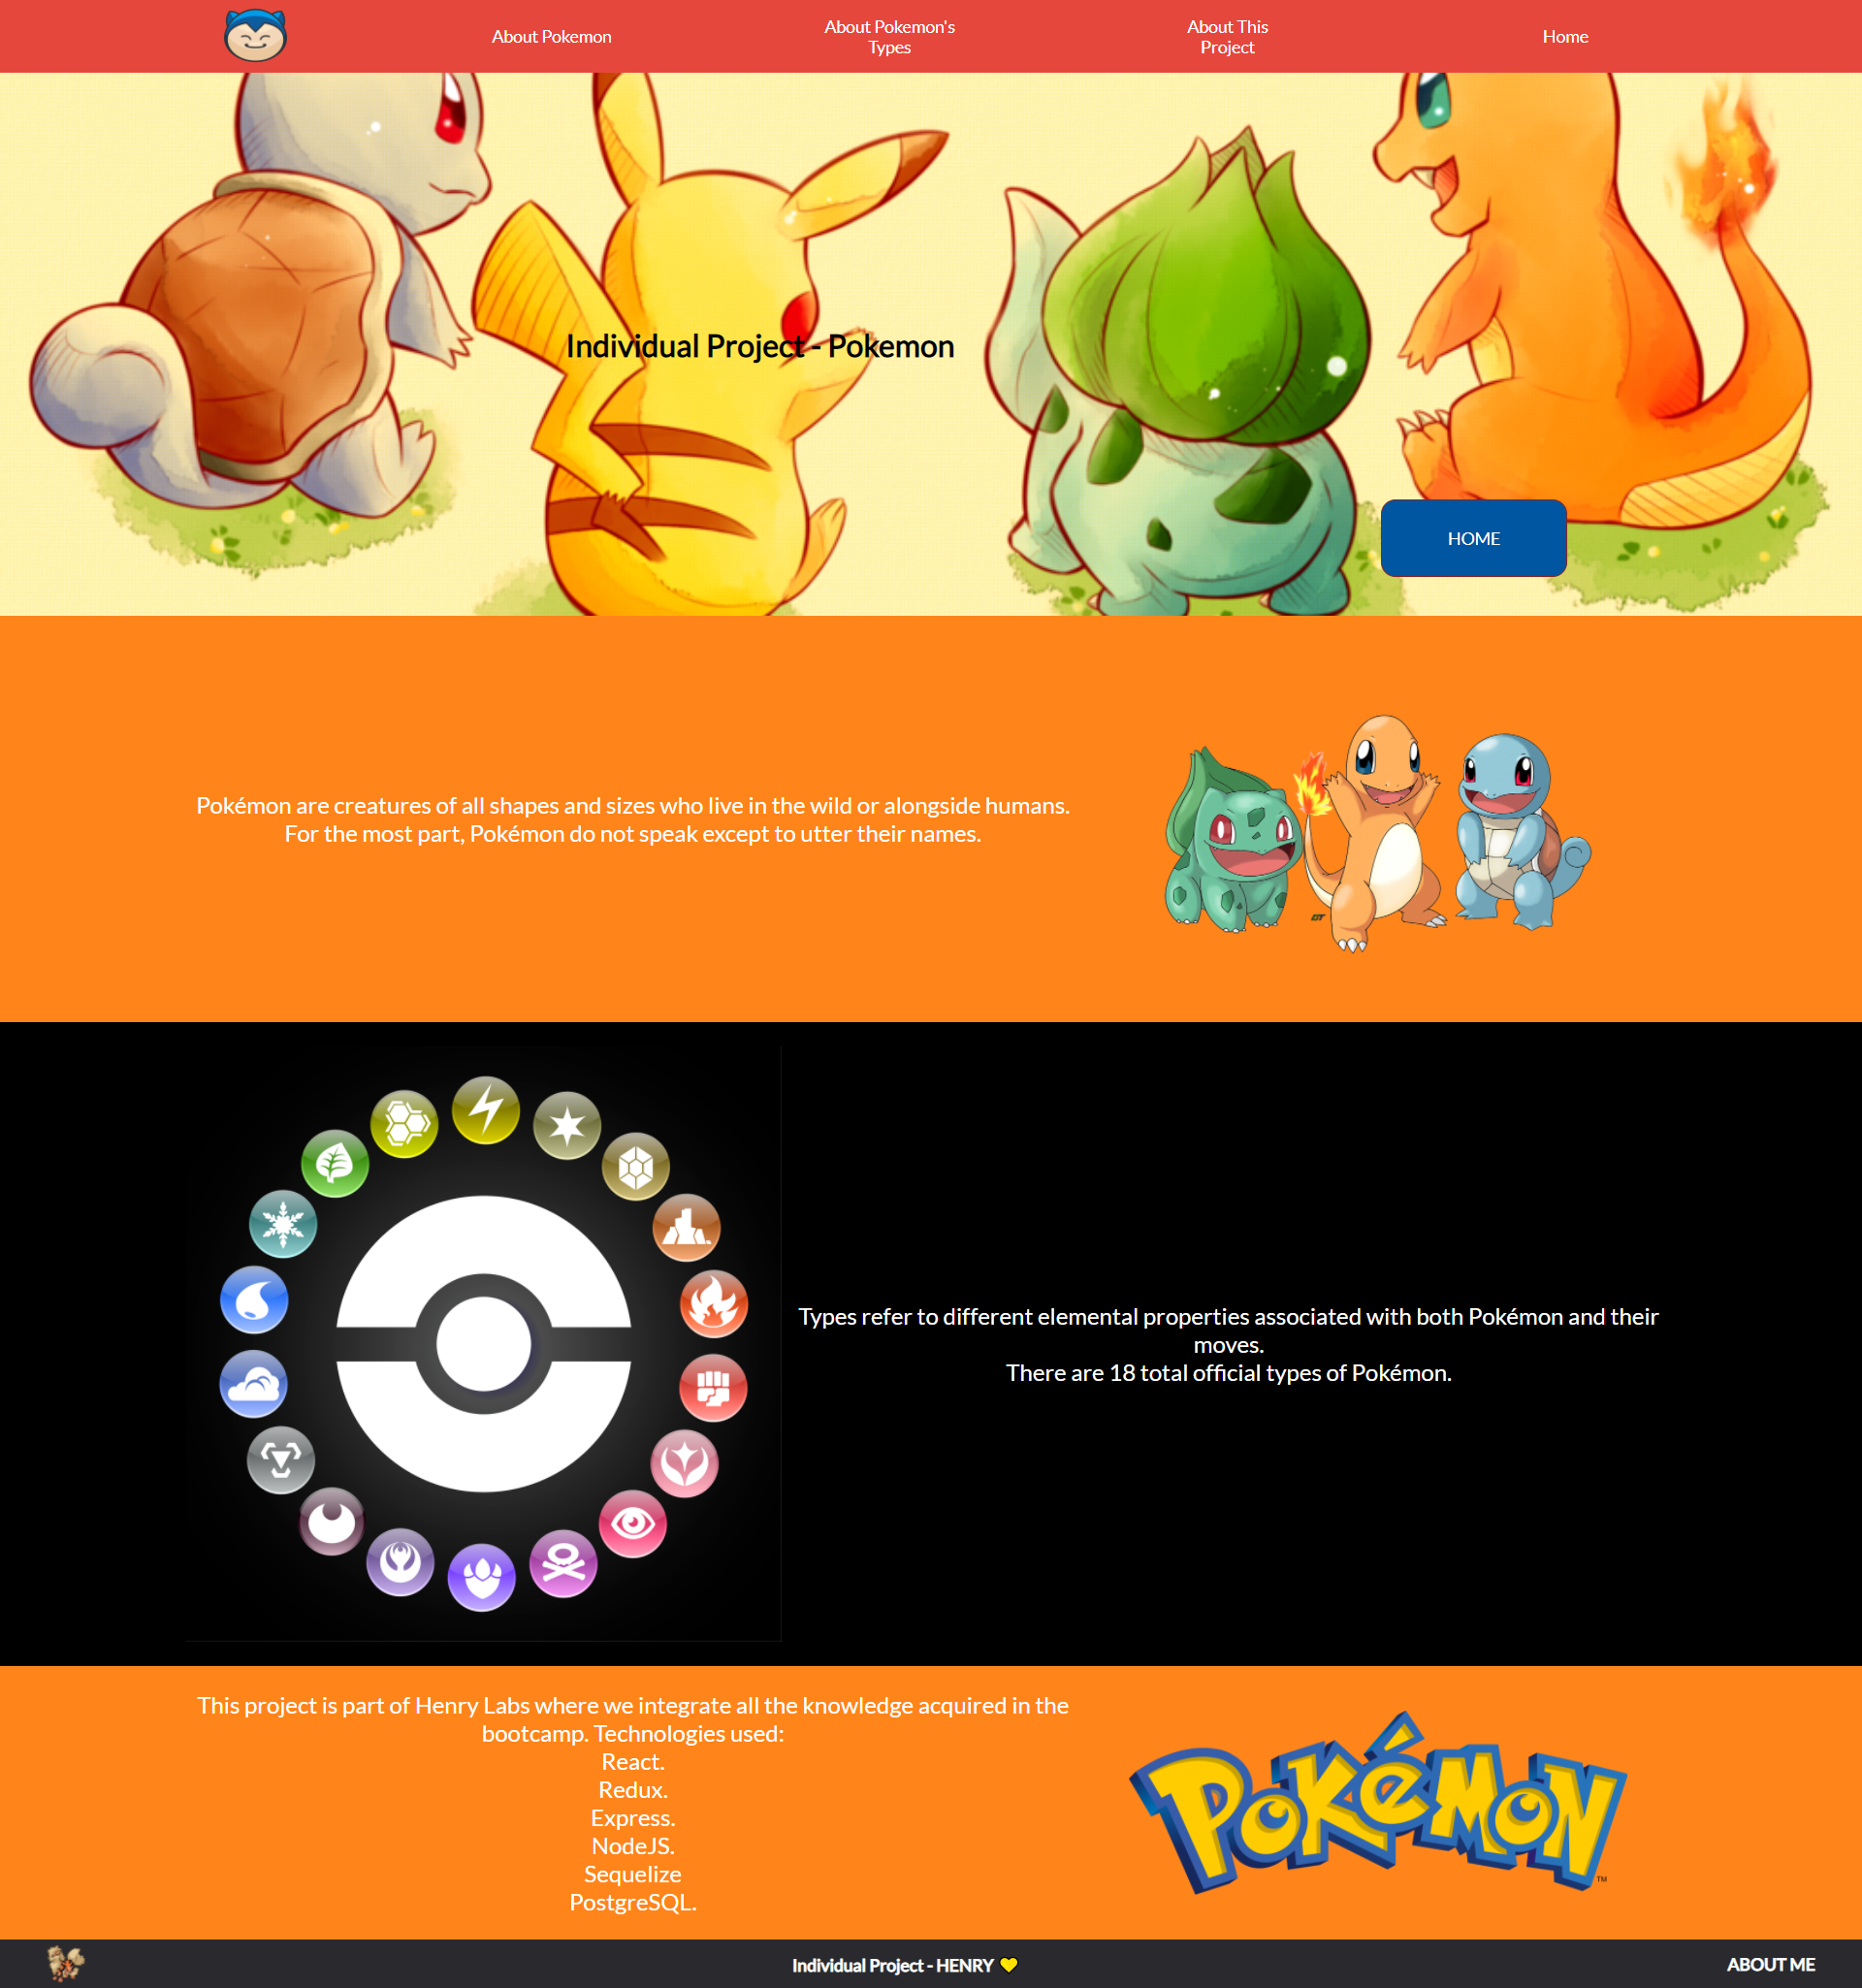 About Pokemon
About Pokemon's
Types
About This
Project
Home
Individual Project - Pokemon
HOME
Pokémon are creatures of all shapes and sizes who live in the wild or alongside humans.
For the most part, Pokémon do not speak except to utter their names.
GT
Types refer to different elemental properties associated with both Pokémon and their
moves.
There are 18 total official types of Pokémon.
This project is part of Henry Labs where we integrate all the knowledge acquired in the
bootcamp. Technologies used:
React.
Redux.
Express.
NodeJS.
Sequelize
PostgreSQL.
POKéMON
TM
Individual Project - HENRY 💛
ABOUT ME